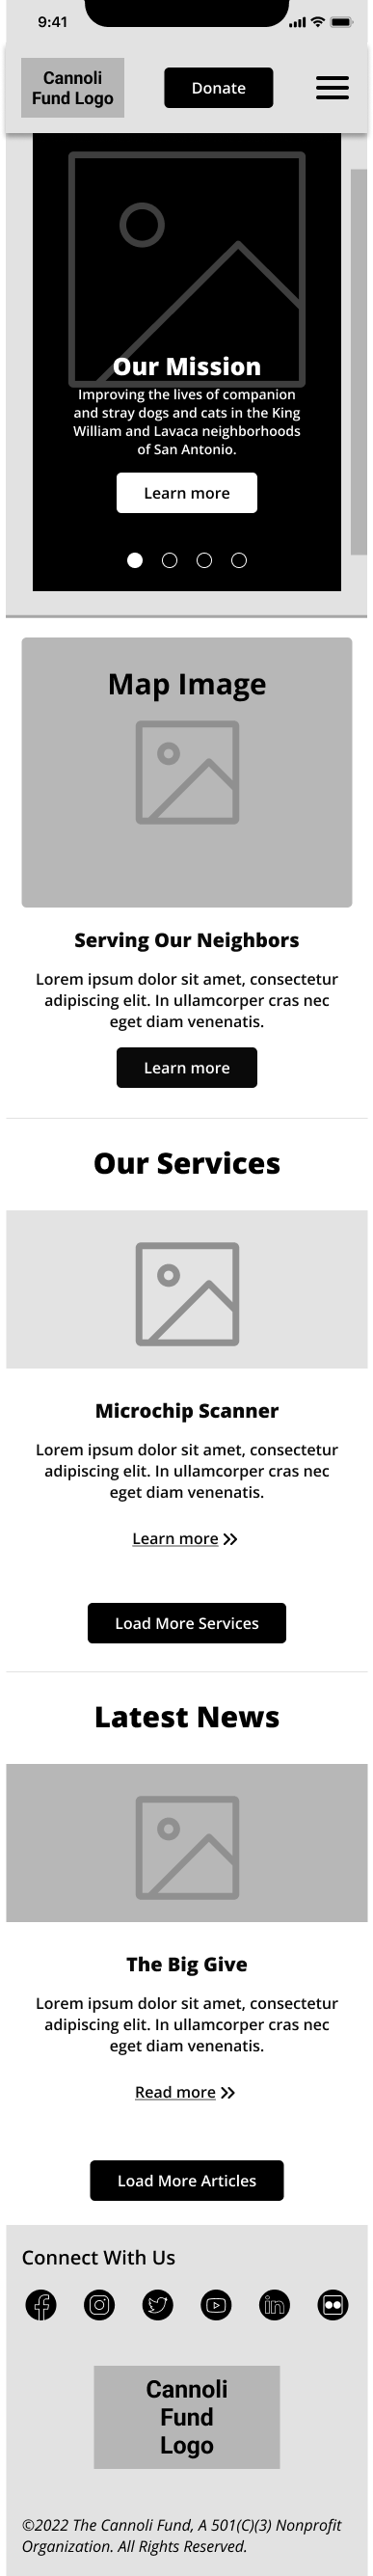 9:41
Cannoli
Fund Logo
Donate
Our Mission
Improving the lives of companion
and stray dogs and cats in the King
William and Lavaca neighborhoods
of San Antonio.
Learn more
Map Image
Serving Our Neighbors
Lorem ipsum dolor sit amet, consectetur
adipiscing elit. In ullamcorper cras nec
eget diam venenatis.
Learn more
Our Services
Microchip Scanner
Lorem ipsum dolor sit amet, consectetur
adipiscing elit. In ullamcorper cras nec
eget diam venenatis.
Learn more
Load More Services
Latest News
The Big Give
Lorem ipsum dolor sit amet, consectetur
adipiscing elit. In ullamcorper cras nec
eget diam venenatis.
Read more
Load More Articles
Connect With Us
Cannoli
Fund
Logo
©2022 The Cannoli Fund, A 501(C)(3) Nonprofit
Organization. All Rights Reserved.